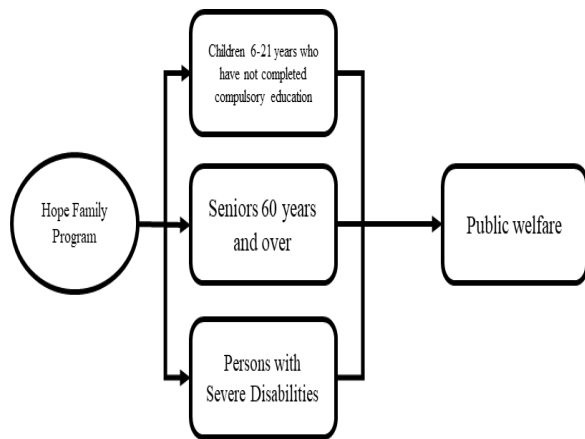 Children 6-21 years who
have not completed
compulsory education
Hope Family
Program
Seniors 60 years
and over
Public welfare
Persons with
Severe Disabilities